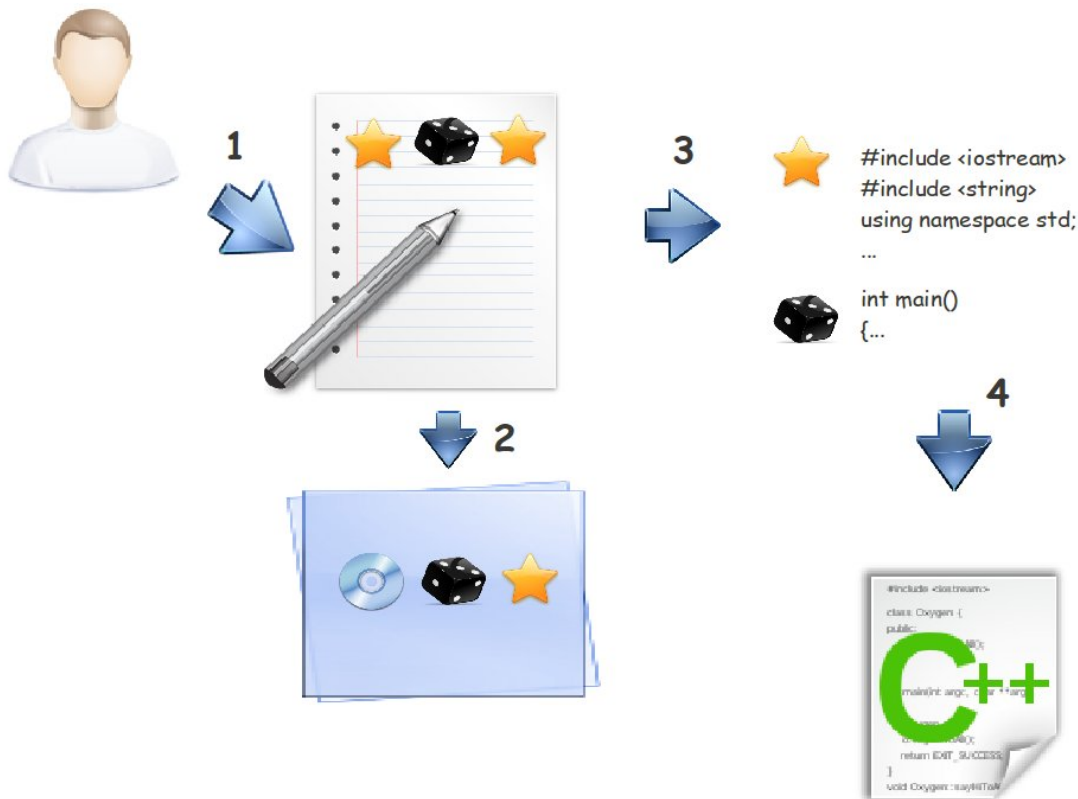 1
3
#include <iostream>
#include <string>
using namespace std;
...
int main()
{...
4
2
#include <iostream>
class Oxygen {
public:
C++
return EXIT_SUCCESS;
}